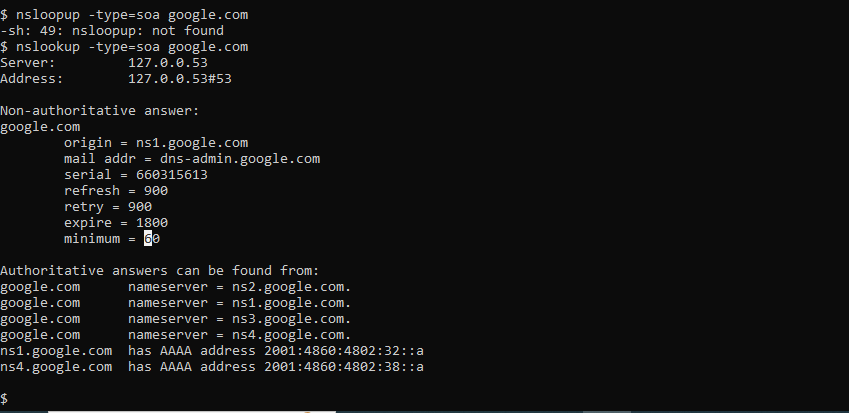 $ nsloopup -type=soa google.com
-sh: 49: nsloopup: not found
$ nslookup -type=soa google.com
Server:         127.0.0.53
Address:        127.0.0.53#53

Non-authoritative answer:
google.com
        origin = ns1.google.com
        mail addr = dns-admin.google.com
        serial = 660315613
        refresh = 900
        retry = 900
        expire = 1800
        minimum = 60

Authoritative answers can be found from:
google.com      nameserver = ns2.google.com.
google.com      nameserver = ns1.google.com.
google.com      nameserver = ns3.google.com.
google.com      nameserver = ns4.google.com.
ns1.google.com  has AAAA address 2001:4860:4802:32::a
ns4.google.com  has AAAA address 2001:4860:4802:38::a

$